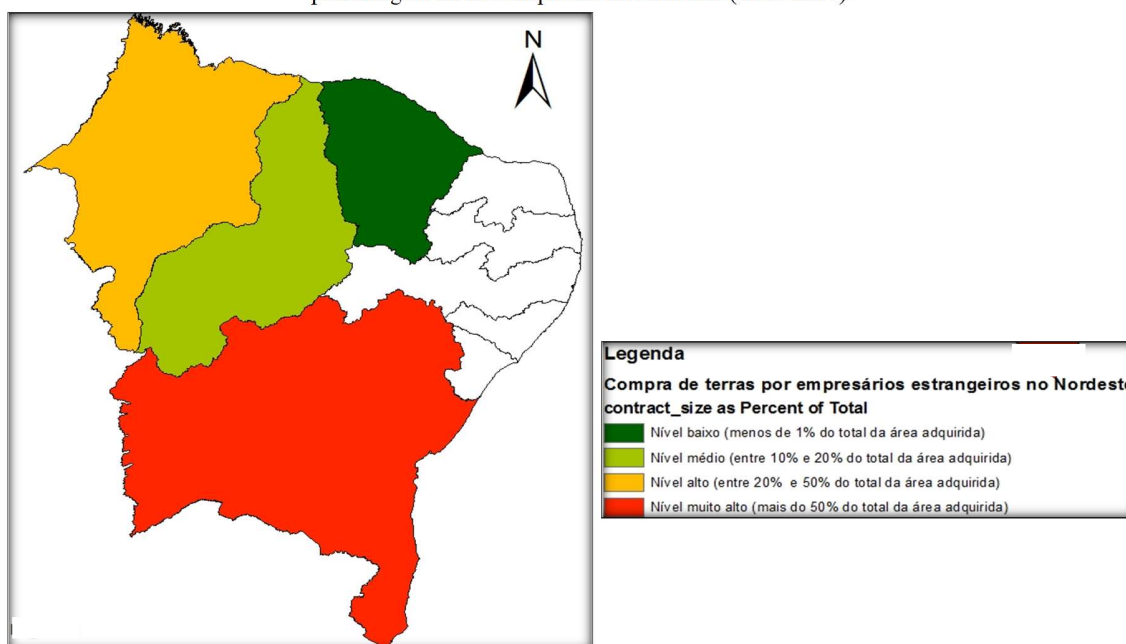 N
Legenda
Compra de terras por empresários estrangeiros no Nordeste
contract_size as Percent of Total
Nível baixo (menos de 1% do total da área adquirida)
Nível médio (entre 10% e 20% do total da área adquirida)
Nível alto (entre 20% e 50% do total da área adquirida)
Nível muito alto (mais do 50% do total da área adquirida)